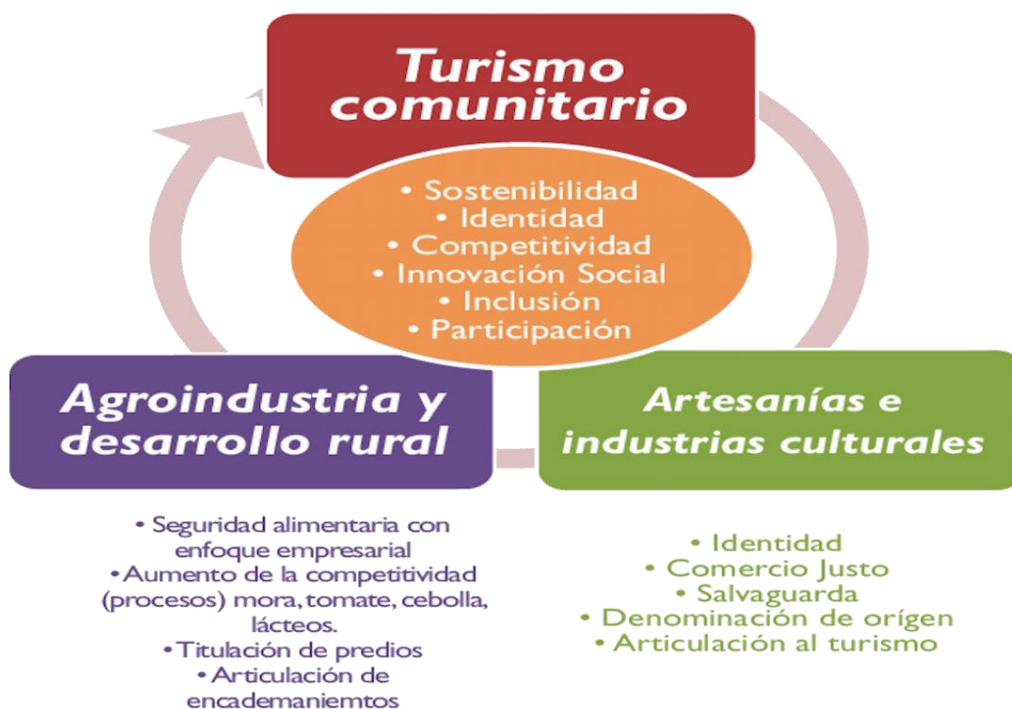 Turismo
comunitario
• Sostenibilidad
• Identidad
• Competitividad
• Innovación Social
• Inclusión
• Participación
Agroindustria y
desarrollo rural
• Seguridad alimentaria con
enfoque empresarial
•Aumento de la competitividad
(procesos) mora, tomate, cebolla,
lácteos.
•Titulación de predios
• Articulación de
encademaniemtos
Artesanías e
industrias culturales
• Identidad
• Comercio Justo
• Salvaguarda
• Denominación de orígen
• Articulación al turismo